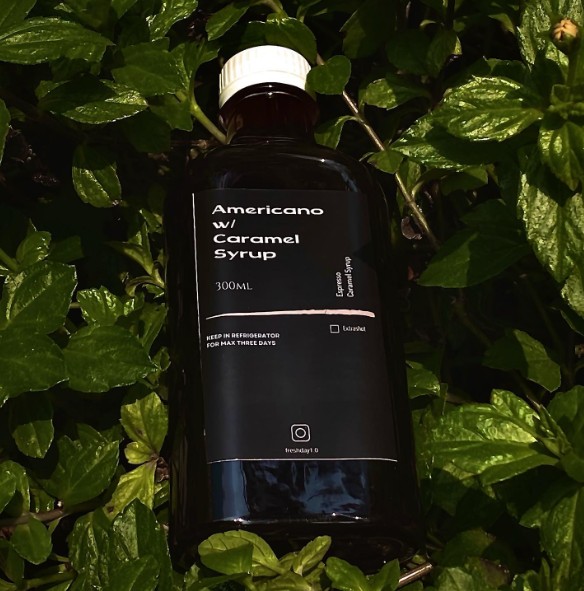 Americano
w/
Caramel
Syrup
300ML
Espresso
Caramel Syrup
Extrashot
KEEP IN REFRIGERATOR
FOR MAX THREE DAYS
freshday1.0